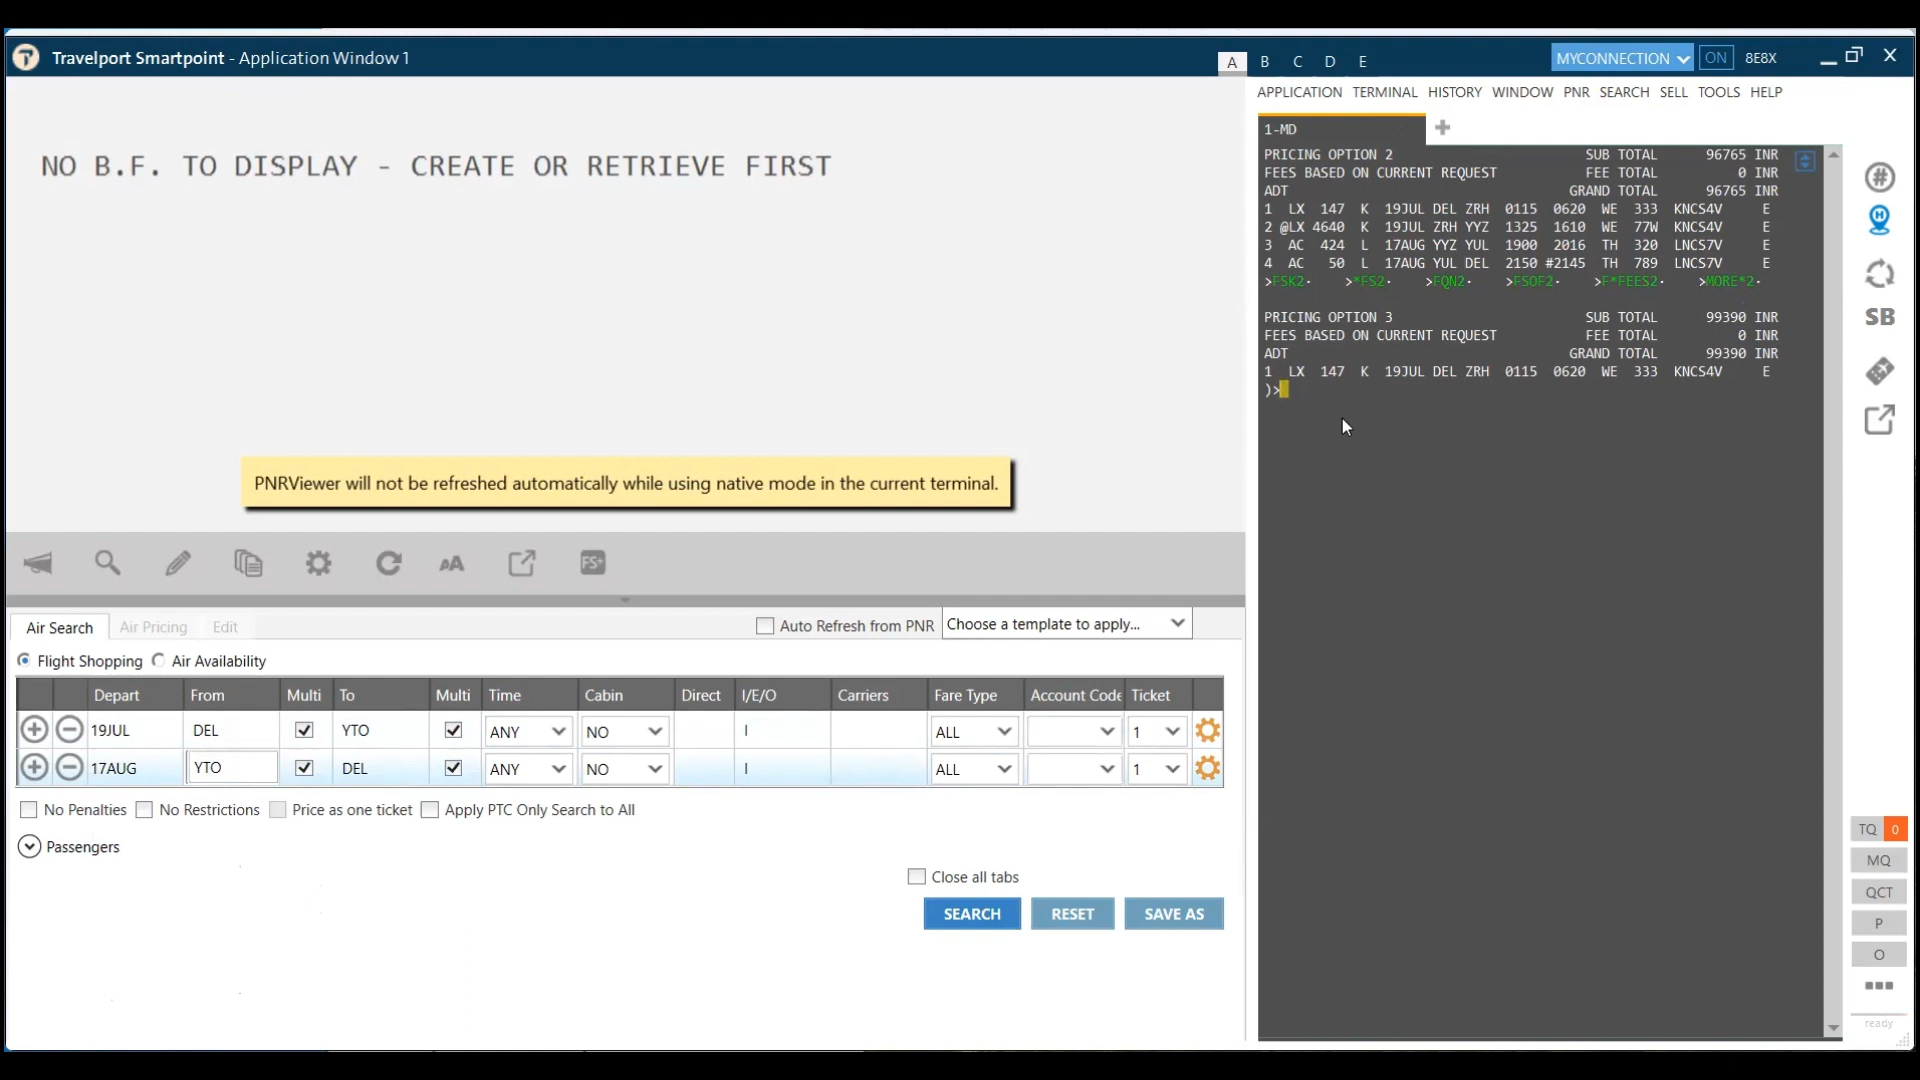 Travelport Smartpoint - Application Window 1
A B C D E
MYCONNECTION ON 8E8X
APPLICATION TERMINAL HISTORY WINDOW PNR SEARCH SELL TOOLS HELP
NO B.F. TO DISPLAY - CREATE OR RETRIEVE FIRST
PNRViewer will not be refreshed automatically while using native mode in the current terminal.
FS+
Air Search Air Pricing Edit
Auto Refresh from PNR Choose a template to apply...
Flight Shopping Air Availability
Depart From Multi To Multi Time Cabin Direct I/E/O Carriers Fare Type Account Code Ticket
19JUL DEL YTO ANY NO I ALL 1
17AUG YTO DEL ANY NO I ALL 1
No Penalties No Restrictions Price as one ticket Apply PTC Only Search to All
Passengers
Close all tabs
SEARCH RESET SAVE AS
1-MD
PRICING OPTION 2 SUB TOTAL 96765 INR
FEES BASED ON CURRENT REQUEST FEE TOTAL 0 INR
ADT GRAND TOTAL 96765 INR
1 LX 147 K 19JUL DEL ZRH 0115 0620 WE 333 KNCS4V E
2 @LX 4640 K 19JUL ZRH YYZ 1325 1610 WE 77W KNCS4V E
3 AC 424 L 17AUG YYZ YUL 1900 2016 TH 320 LNCS7V E
4 AC 50 L 17AUG YUL DEL 2150 #2145 TH 789 LNCS7V E
>FSK2· >*FS2· >FQN2· >FSOF2· >F*FEES2· >MORE*2·
PRICING OPTION 3 SUB TOTAL 99390 INR
FEES BASED ON CURRENT REQUEST FEE TOTAL 0 INR
ADT GRAND TOTAL 99390 INR
1 LX 147 K 19JUL DEL ZRH 0115 0620 WE 333 KNCS4V E
)>
#
H
SB
TQ 0
MQ
QCT
P
O
ready